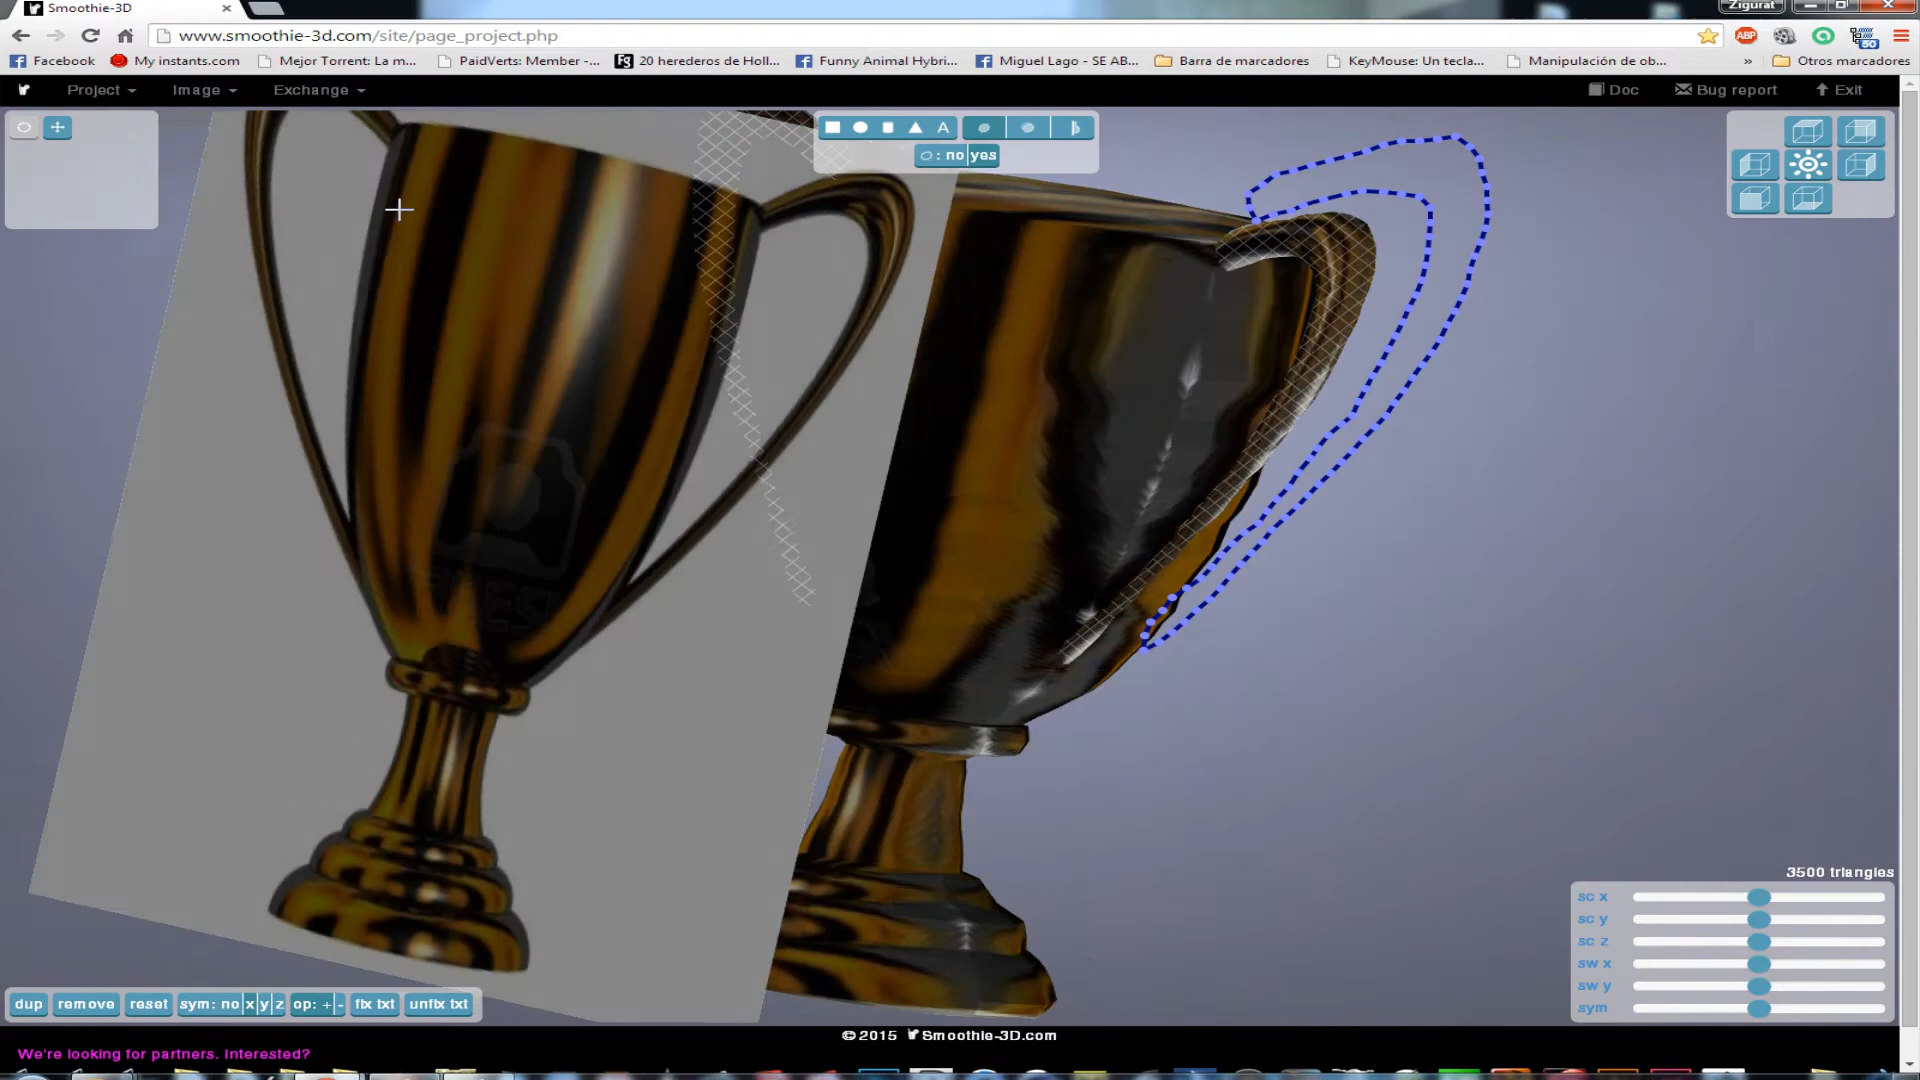 Smoothie-3D
Zigurat
www.smoothie-3d.com/site/page_project.php
ABP
50
Facebook
My instants.com
Mejor Torrent: La m...
PaidVerts: Member -...
Fg 20 herederos de Holl...
Funny Animal Hybri...
Miguel Lago - SE AB...
Barra de marcadores
KeyMouse: Un tecla...
Manipulación de ob...
»
Otros marcadores
Project
Image
Exchange
Doc
Bug report
Exit
A
: no|yes
3500 triangles
sc x
sc y
sc z
sw x
sw y
sym
dup
remove
reset
sym: no|x|y|z
op: +|-
fix txt
unfix txt
©2015 Smoothie-3D.com
We're looking for partners. Interested?